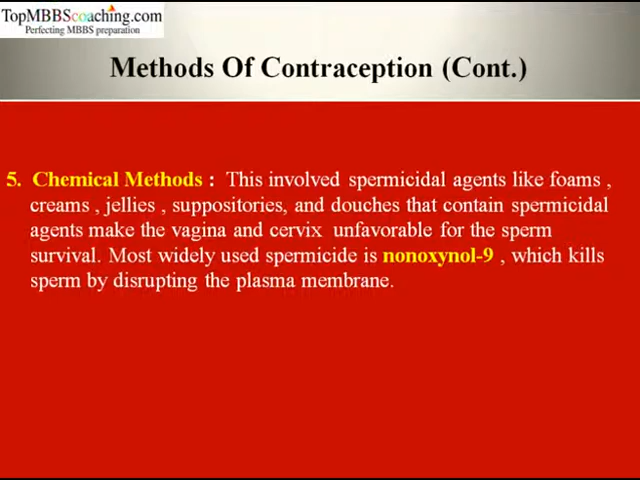 TopMBBScoaching.com
Perfecting MBBS preparation
Methods Of Contraception (Cont.)
5. Chemical Methods : This involved spermicidal agents like foams ,
creams , jellies , suppositories, and douches that contain spermicidal
agents make the vagina and cervix unfavorable for the sperm
survival. Most widely used spermicide is nonoxynol-9 , which kills
sperm by disrupting the plasma membrane.